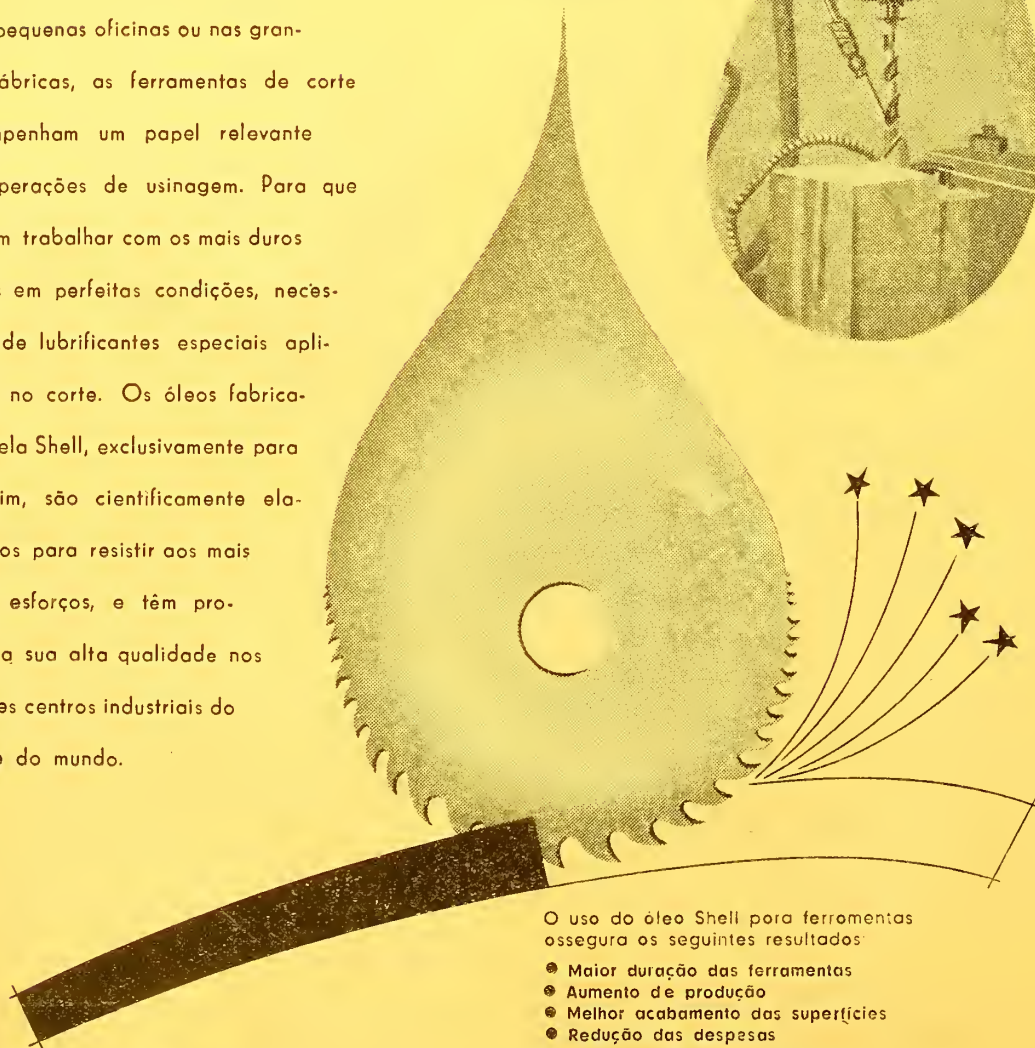 pequenas oficinas ou nas gran-
ábricas, as ferramentas de corte
penham um papel relevante
perações de usinagem. Para que
m trabalhar com os mais duros
s em perfeitas condições, neces-
de lubrificantes especiais apli-
no corte. Os óleos fabrica-
ela Shell, exclusivamente para
im, são cientificamente ela-
os para resistir aos mais
esforços, e têm pro-
a sua alta qualidade nos
es centros industriais do
e do mundo.
O uso do óleo Shell para ferramentas
assegura os seguintes resultados
Maior duração das ferramentas
Aumento de produção
Melhor acabamento das superfícies
Redução das despesas